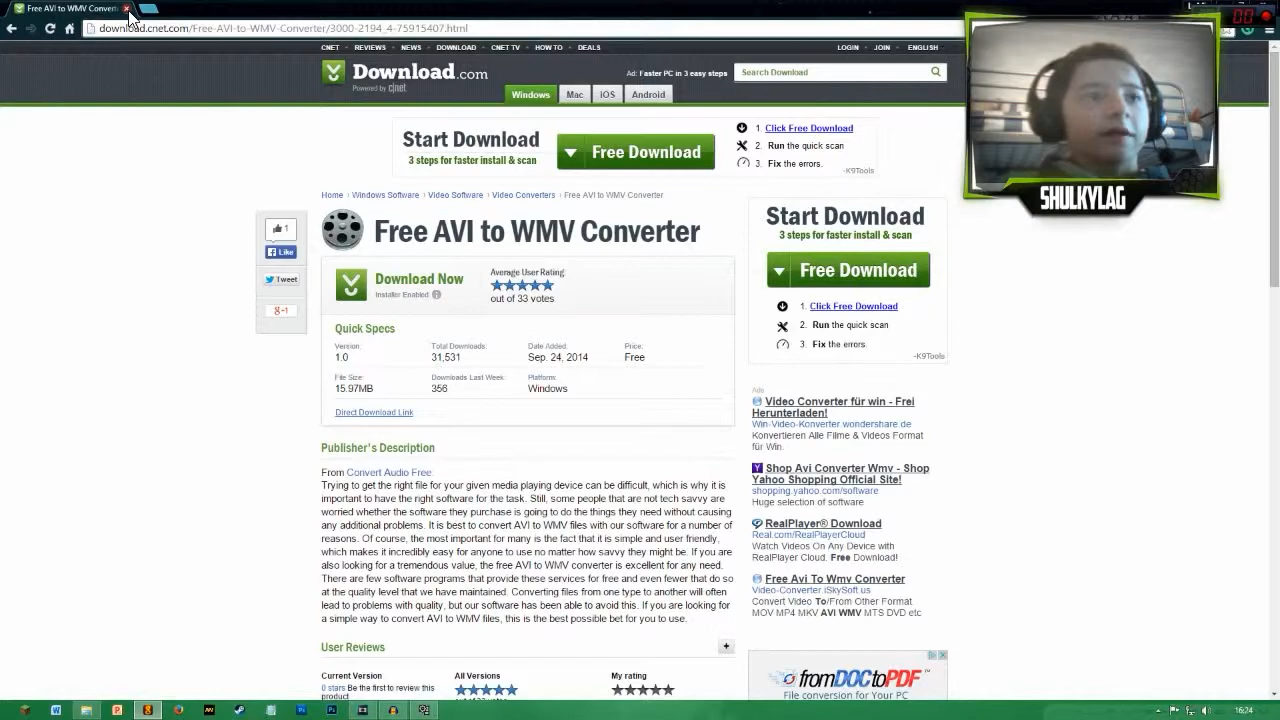 Free AVI to WMV Convert
download.cnet.com/Free-AVI-to-WMV-Converter/3000-2194_4-75915407.html
CNET REVIEWS NEWS DOWNLOAD CNET TV HOW TO DEALS
LOGIN JOIN ENGLISH
Download.com
Powered by c|net
Ad: Faster PC in 3 easy steps
Search Download
Windows Mac iOS Android
Start Download
3 steps for faster install & scan
Free Download
1. Click Free Download
2. Run the quick scan
3. Fix the errors.
-K9Tools
SHULKYLAG
Home › Windows Software › Video Software › Video Converters › Free AVI to WMV Converter
Free AVI to WMV Converter
1
Like
Tweet
g+1
Download Now
Installer Enabled
Average User Rating:
out of 33 votes
Quick Specs
Version: Total Downloads: Date Added: Price:
1.0 31,531 Sep. 24, 2014 Free
File Size: Downloads Last Week: Platform:
15.97MB 356 Windows
Direct Download Link
Start Download
3 steps for faster install & scan
Free Download
1. Click Free Download
2. Run the quick scan
3. Fix the errors.
-K9Tools
Publisher's Description
From Convert Audio Free:
Trying to get the right file for your given media playing device can be difficult, which is why it is
important to have the right software for the task. Still, some people that are not tech savvy are
worried whether the software they purchase is going to do the things they need without causing
any additional problems. It is best to convert AVI to WMV files with our software for a number of
reasons. Of course, the most important for many is the fact that it is simple and user friendly,
which makes it incredibly easy for anyone to use no matter how savvy they might be. If you are
also looking for a tremendous value, the free AVI to WMV converter is excellent for any need.
There are few software programs that provide these services for free and even fewer that do so
at the quality level that we have maintained. Converting files from one type to another will often
lead to problems with quality, but our software has been able to avoid this. If you are looking for
a simple way to convert AVI to WMV files, this is the best possible bet for you to use.
User Reviews
+
Current Version All Versions My rating
0 stars Be the first to review this
product
Ads
Video Converter für win - Frei
Herunterladen!
Win-Video-Konverter.wondershare.de
Konvertieren Alle Filme & Videos Format
für Win.
Shop Avi Converter Wmv - Shop
Yahoo Shopping Official Site!
shopping.yahoo.com/software
Huge selection of software
RealPlayer® Download
Real.com/RealPlayerCloud
Watch Videos On Any Device with
RealPlayer Cloud. Free Download!
Free Avi To Wmv Converter
Video-Converter.iSkySoft.us
Convert Video To/From Other Format
MOV MP4 MKV AVI WMV MTS DVD etc
fromDOCtoPDF™
File conversion for Your PC
16:24